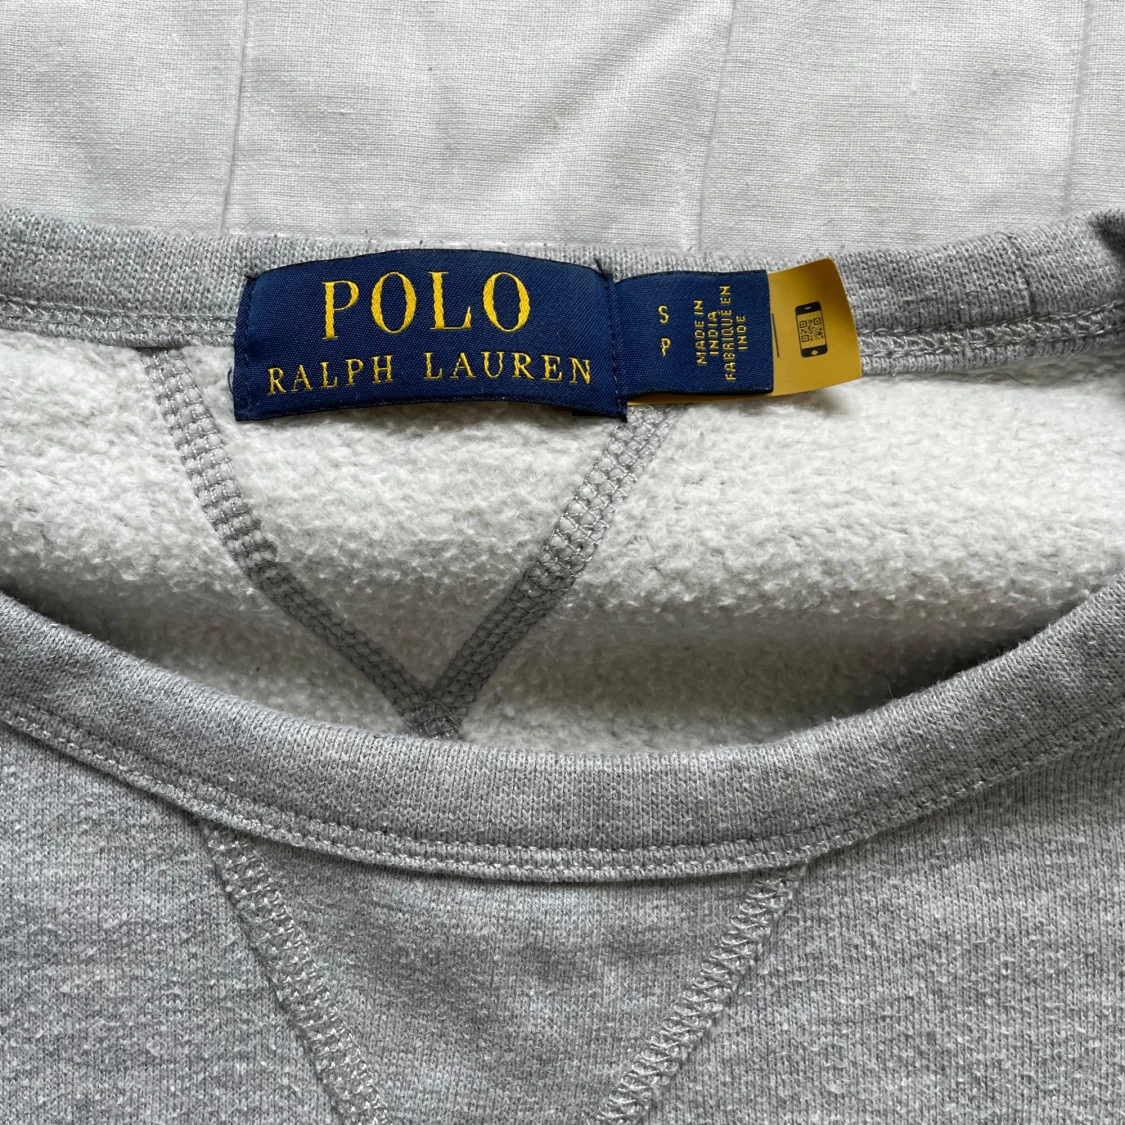 POLO
RALPH LAUREN
S
P
MADE IN
INDIA
FABRIQUÉ EN
INDE